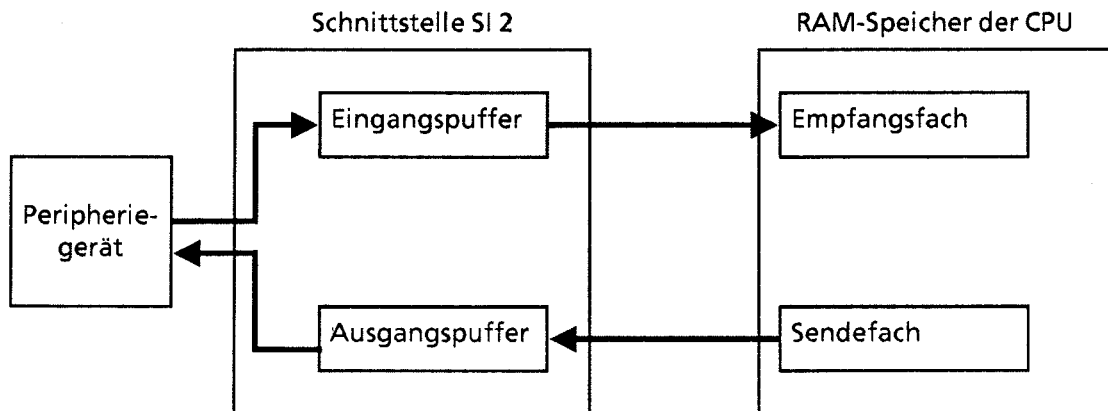 Schnittstelle SI 2
RAM-Speicher der CPU
Eingangspuffer
Empfangsfach
Peripherie-
gerät
Ausgangspuffer
Sendefach